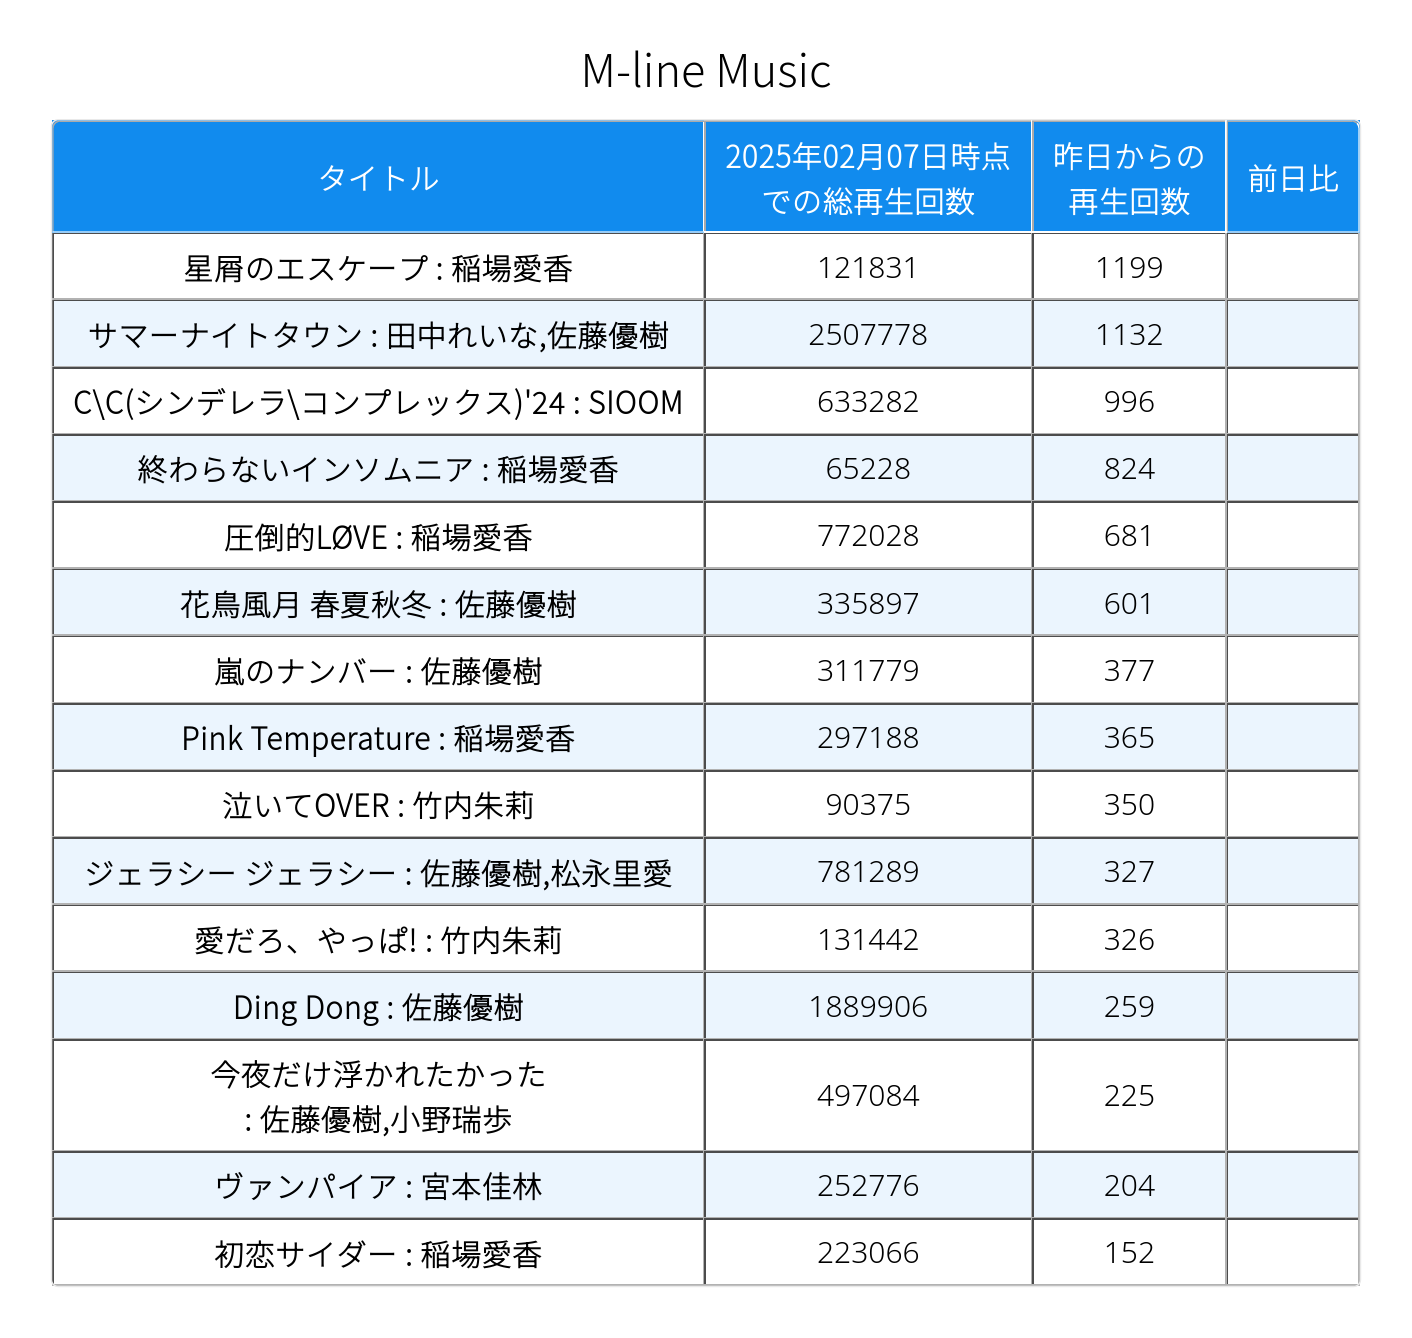 M-line Music
タイトル
2025年02月07日時点
での総再生回数
昨日からの
再生回数
前日比
星屑のエスケープ : 稲場愛香
121831
1199
サマーナイトタウン : 田中れいな,佐藤優樹
2507778
1132
C\C(シンデレラ\コンプレックス)'24 : SIOOM
633282
996
終わらないインソムニア : 稲場愛香
65228
824
圧倒的LØVE : 稲場愛香
772028
681
花鳥風月 春夏秋冬 : 佐藤優樹
335897
601
嵐のナンバー : 佐藤優樹
311779
377
Pink Temperature : 稲場愛香
297188
365
泣いてOVER : 竹内朱莉
90375
350
ジェラシー ジェラシー : 佐藤優樹,松永里愛
781289
327
愛だろ、やっぱ! : 竹内朱莉
131442
326
Ding Dong : 佐藤優樹
1889906
259
今夜だけ浮かれたかった
: 佐藤優樹,小野瑞歩
497084
225
ヴァンパイア : 宮本佳林
252776
204
初恋サイダー : 稲場愛香
223066
152